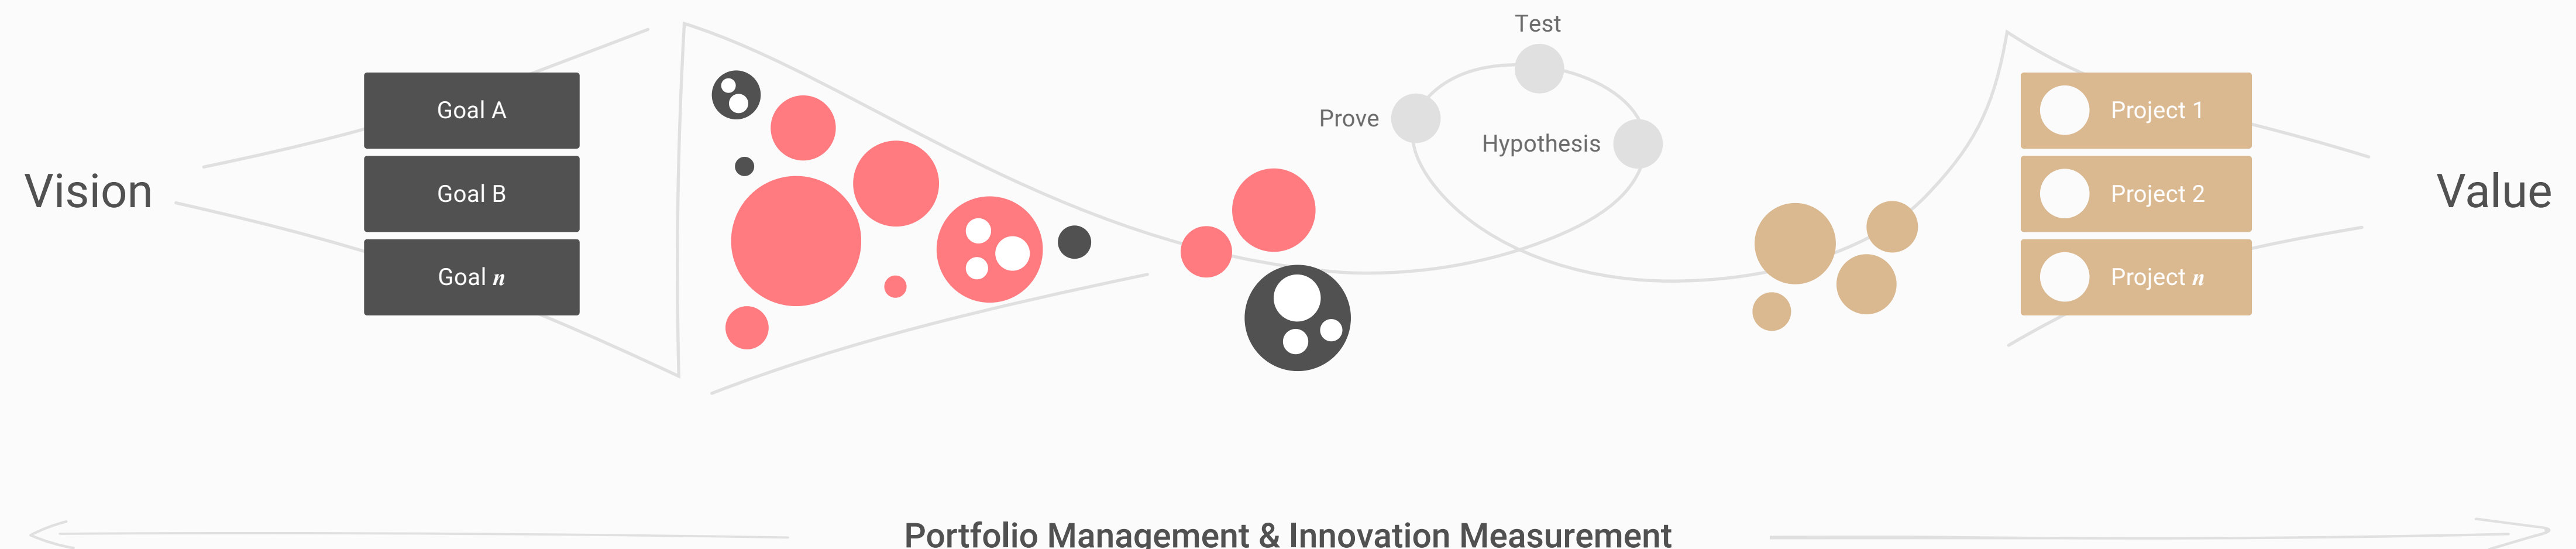 Vision
Goal A
Goal B
Goal n
Test
Prove
Hypothesis
Project 1
Project 2
Project n
Value
Portfolio Management & Innovation Measurement